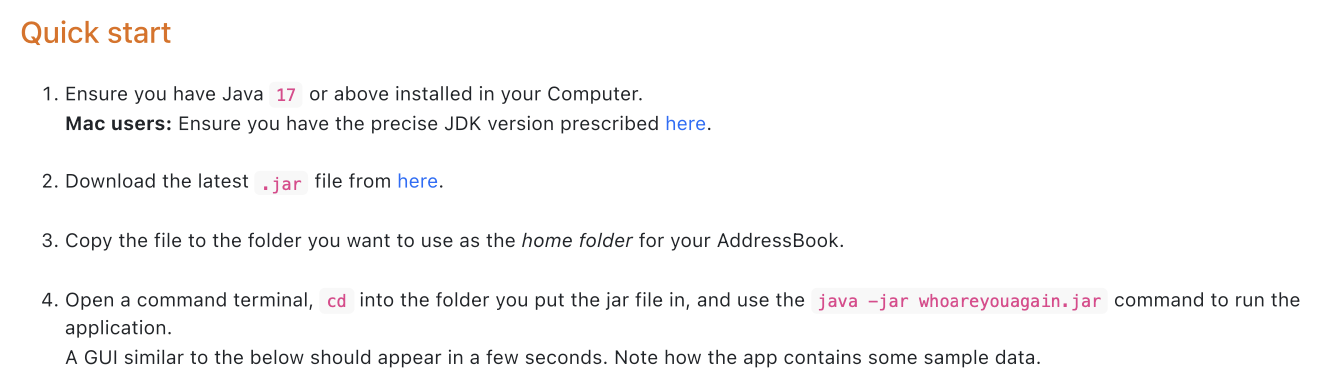 Quick start
1. Ensure you have Java 17 or above installed in your Computer.
Mac users: Ensure you have the precise JDK version prescribed here.
2. Download the latest .jar file from here.
3. Copy the file to the folder you want to use as the home folder for your AddressBook.
4. Open a command terminal, cd into the folder you put the jar file in, and use the java -jar whoareyouagain.jar command to run the
application.
A GUI similar to the below should appear in a few seconds. Note how the app contains some sample data.